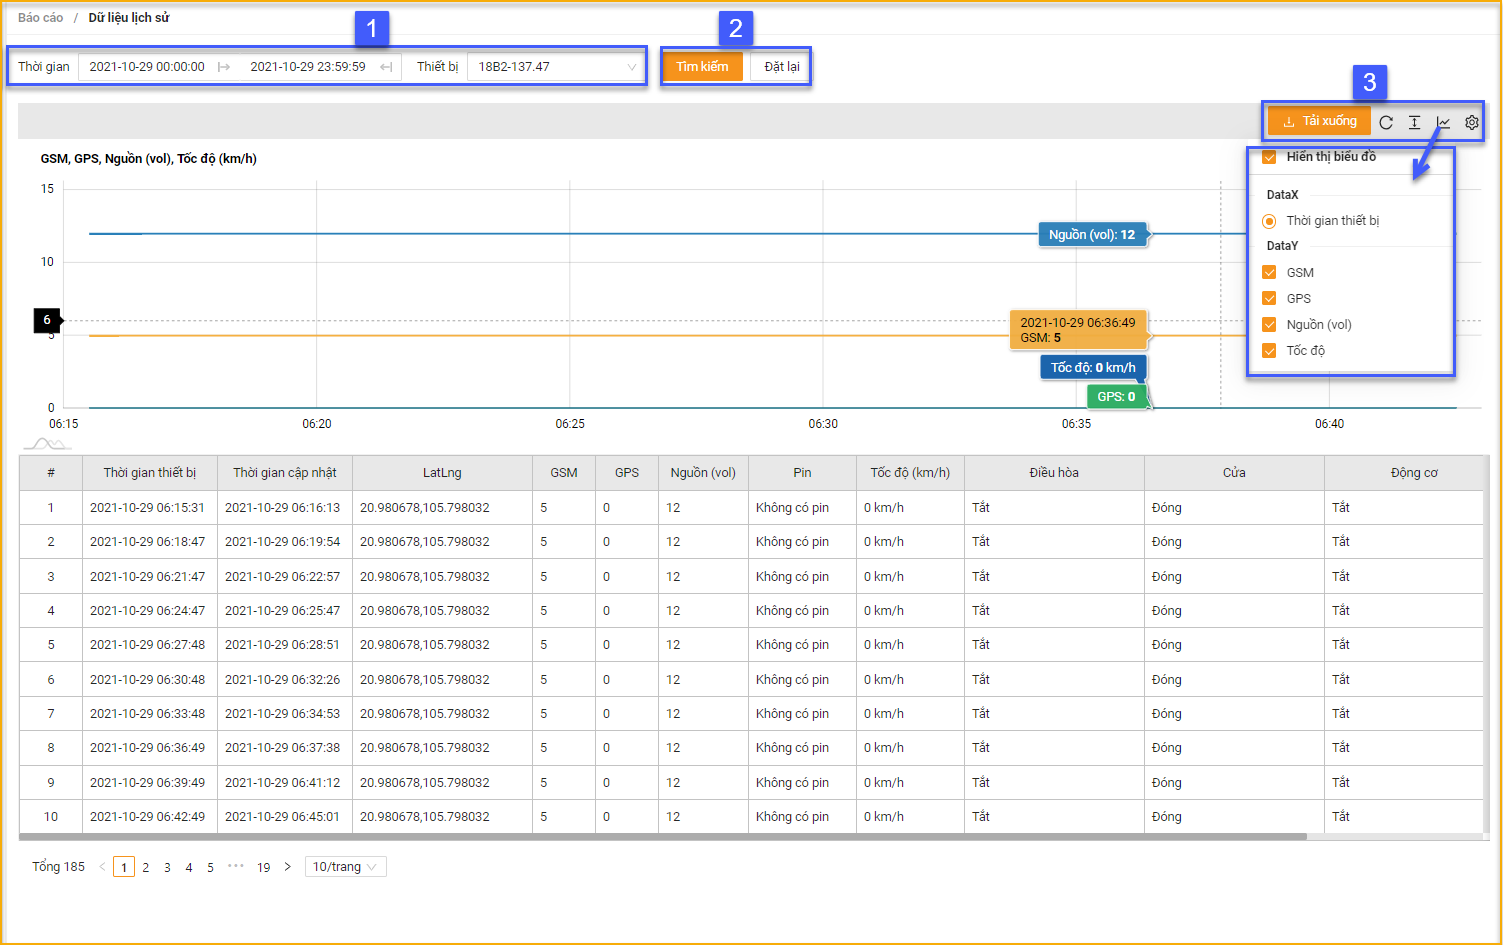 Báo cáo / Dữ liệu lịch sử
1
2
Thời gian 2021-10-29 00:00:00 2021-10-29 23:59:59 Thiết bị 18B2-137.47 Tìm kiếm Đặt lại
3
Tải xuống
GSM, GPS, Nguồn (vol), Tốc độ (km/h)
Hiển thị biểu đồ
DataX
Thời gian thiết bị
DataY
GSM
GPS
Nguồn (vol)
Tốc độ
15
10
5
0
6
Nguồn (vol): 12
2021-10-29 06:36:49
GSM: 5
Tốc độ: 0 km/h
GPS: 0
06:15 06:20 06:25 06:30 06:35 06:40
# Thời gian thiết bị Thời gian cập nhật LatLng GSM GPS Nguồn (vol) Pin Tốc độ (km/h) Điều hòa Cửa Động cơ
1 2021-10-29 06:15:31 2021-10-29 06:16:13 20.980678,105.798032 5 0 12 Không có pin 0 km/h Tắt Đóng Tắt
2 2021-10-29 06:18:47 2021-10-29 06:19:54 20.980678,105.798032 5 0 12 Không có pin 0 km/h Tắt Đóng Tắt
3 2021-10-29 06:21:47 2021-10-29 06:22:57 20.980678,105.798032 5 0 12 Không có pin 0 km/h Tắt Đóng Tắt
4 2021-10-29 06:24:47 2021-10-29 06:25:47 20.980678,105.798032 5 0 12 Không có pin 0 km/h Tắt Đóng Tắt
5 2021-10-29 06:27:48 2021-10-29 06:28:51 20.980678,105.798032 5 0 12 Không có pin 0 km/h Tắt Đóng Tắt
6 2021-10-29 06:30:48 2021-10-29 06:32:26 20.980678,105.798032 5 0 12 Không có pin 0 km/h Tắt Đóng Tắt
7 2021-10-29 06:33:48 2021-10-29 06:34:53 20.980678,105.798032 5 0 12 Không có pin 0 km/h Tắt Đóng Tắt
8 2021-10-29 06:36:49 2021-10-29 06:37:38 20.980678,105.798032 5 0 12 Không có pin 0 km/h Tắt Đóng Tắt
9 2021-10-29 06:39:49 2021-10-29 06:41:12 20.980678,105.798032 5 0 12 Không có pin 0 km/h Tắt Đóng Tắt
10 2021-10-29 06:42:49 2021-10-29 06:45:01 20.980678,105.798032 5 0 12 Không có pin 0 km/h Tắt Đóng Tắt
Tổng 185 < 1 2 3 4 5 ••• 19 > 10/trang